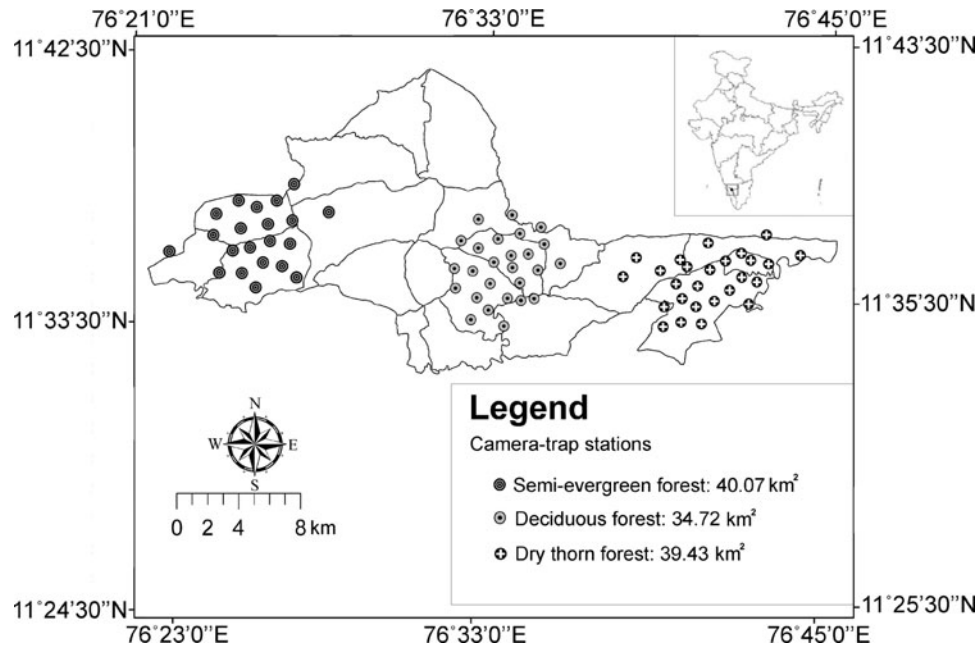 76˚21'0''E 76˚33'0''E 76˚45'0''E
11˚42'30''N 11˚43'30''N
11˚33'30''N 11˚35'30''N
Legend
Camera-trap stations
Semi-evergreen forest: 40.07 km²
Deciduous forest: 34.72 km²
Dry thorn forest: 39.43 km²
N
W E
S
0 2 4 8 km
11˚24'30''N 11˚25'30''N
76˚23'0''E 76˚33'0''E 76˚45'0''E